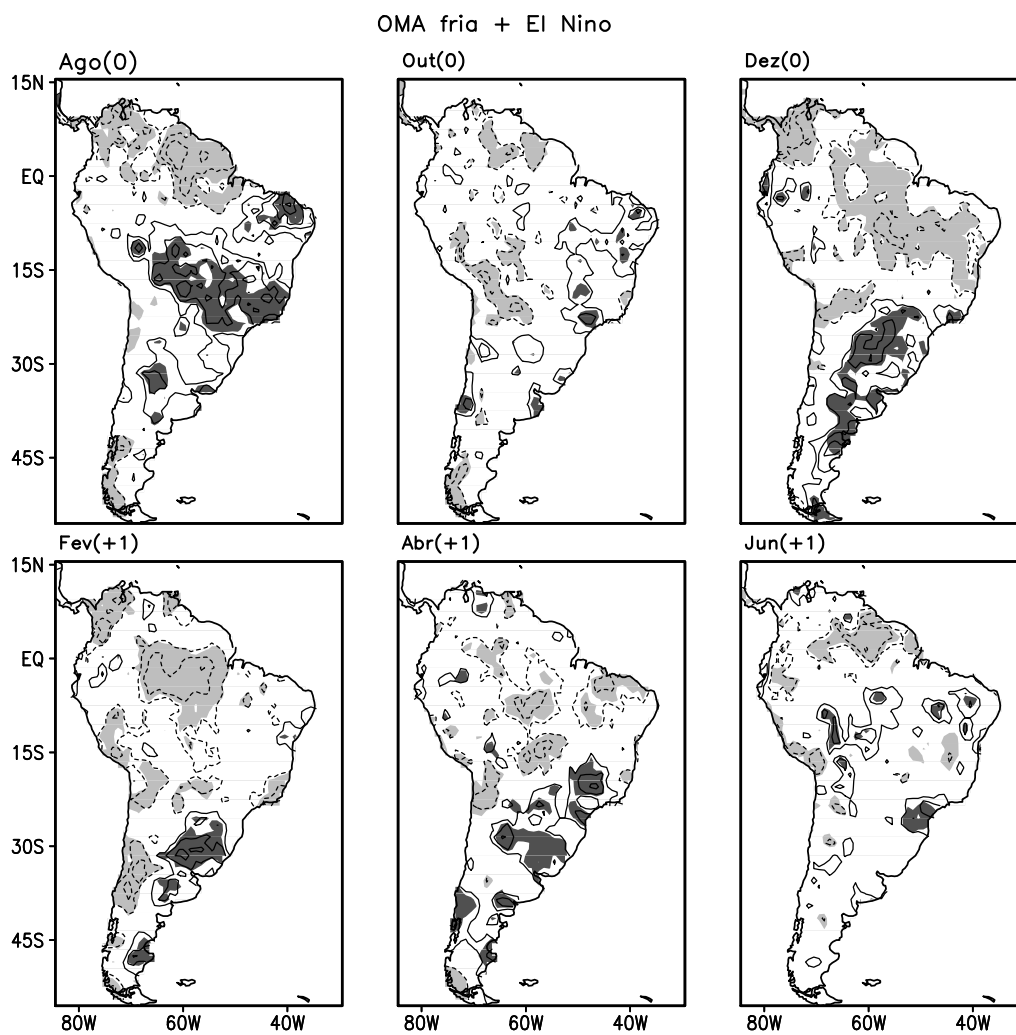 OMA fria + El Nino
Ago(0) Out(0) Dez(0)
15N
EQ
15S
30S
45S
Fev(+1) Abr(+1) Jun(+1)
15N
EQ
15S
30S
45S
80W 60W 40W 80W 60W 40W 80W 60W 40W